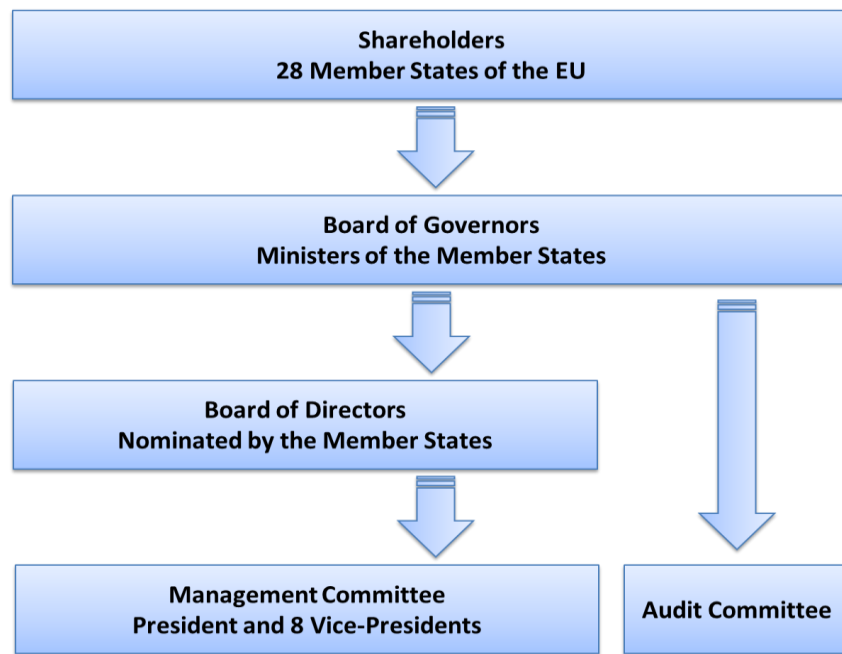 Shareholders
28 Member States of the EU
Board of Governors
Ministers of the Member States
Board of Directors
Nominated by the Member States
Management Committee
President and 8 Vice-Presidents
Audit Committee